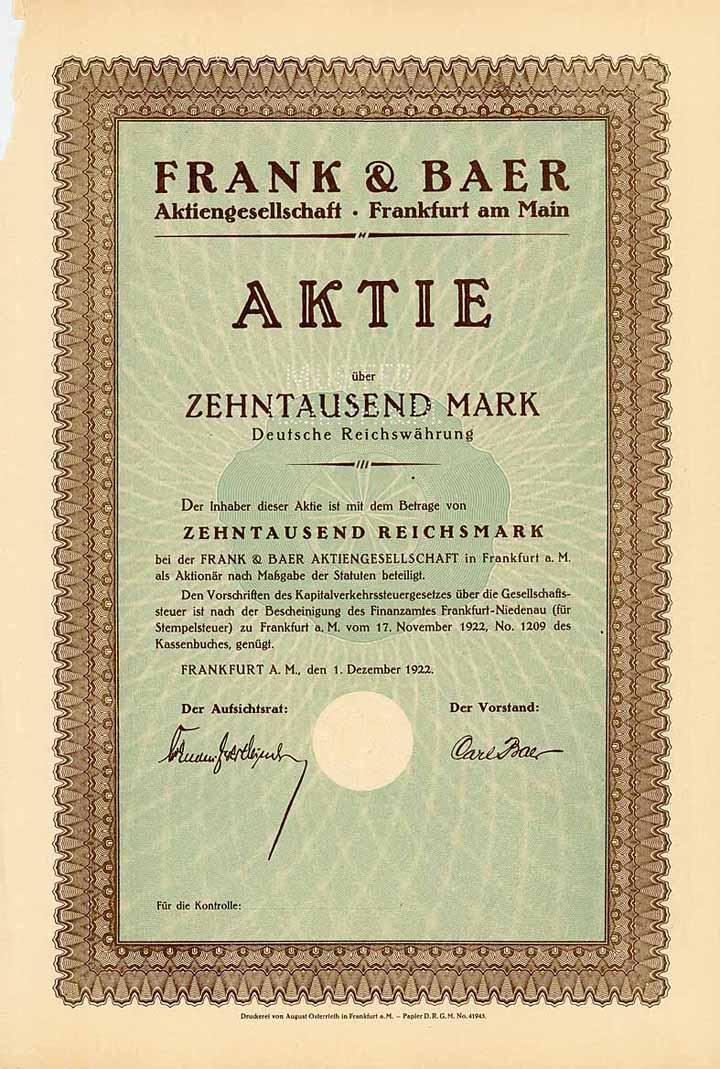 FRANK & BAER
Aktiengesellschaft · Frankfurt am Main
AKTIE
MUSTER
über
ZEHNTAUSEND MARK
Deutsche Reichswährung
Der Inhaber dieser Aktie ist mit dem Betrage von
ZEHNTAUSEND REICHSMARK
bei der FRANK & BAER AKTIENGESELLSCHAFT in Frankfurt a. M.
als Aktionär nach Maßgabe der Statuten beteiligt.
Den Vorschriften des Kapitalverkehrssteuergesetzes über die Gesellschafts-
steuer ist nach der Bescheinigung des Finanzamtes Frankfurt-Niedenau (für
Stempelsteuer) zu Frankfurt a. M. vom 17. November 1922, No. 1209 des
Kassenbuches, genügt.
FRANKFURT A. M., den 1. Dezember 1922.
Der Aufsichtsrat: Der Vorstand:
Carl Baer
Für die Kontrolle:
Druckerei von August Osterrieth in Frankfurt a. M. – Papier D. R. G. M. No. 41943.